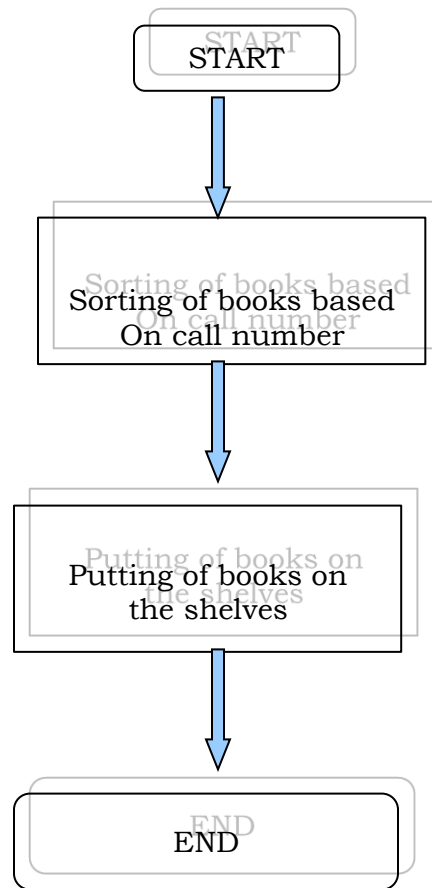 START
Sorting of books based
On call number
Putting of books on
the shelves
END